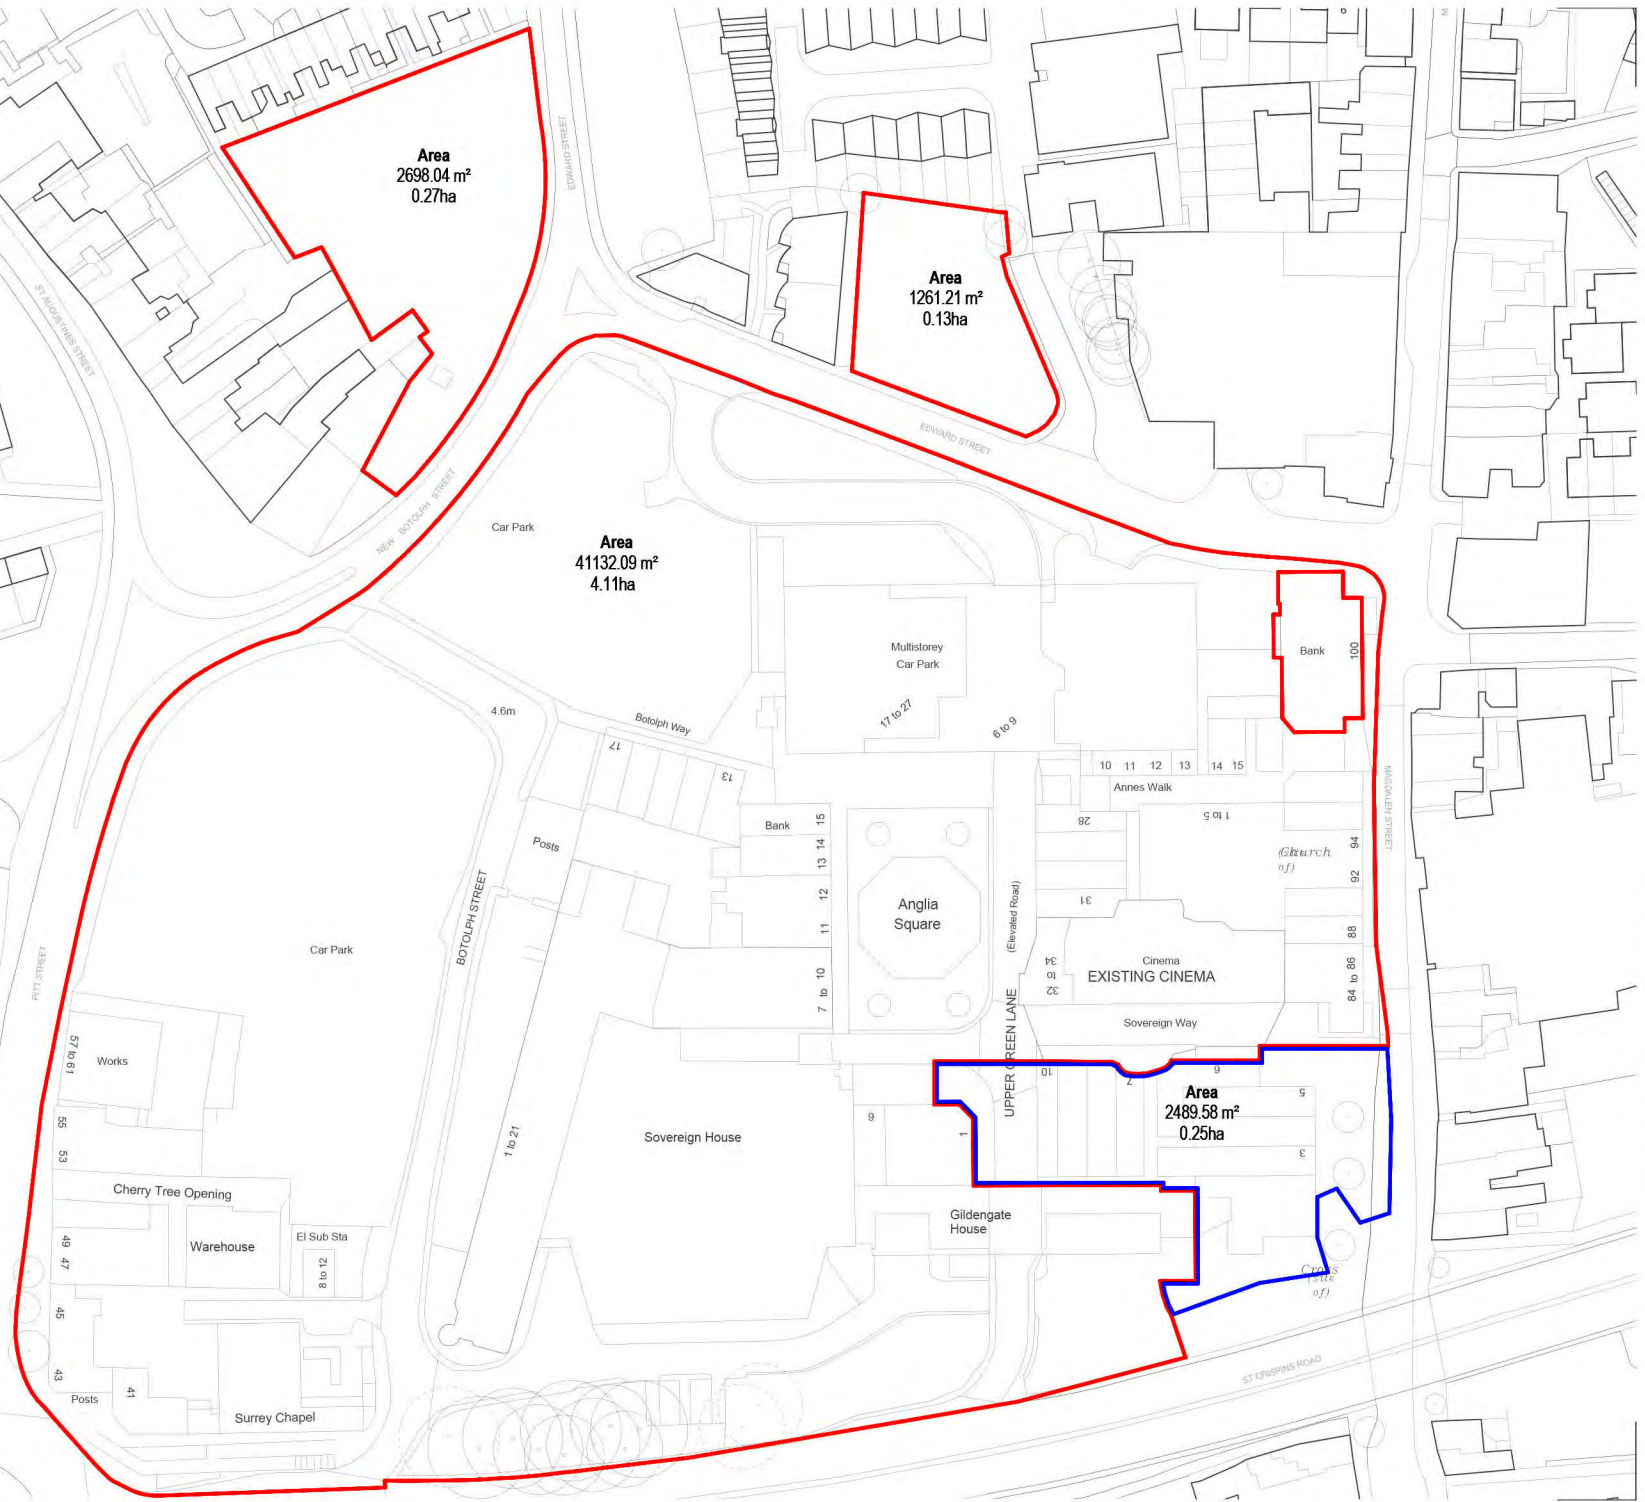 Area
2698.04 m²
0.27ha
EDWARD STREET
ST AUGUSTINES STREET
Area
1261.21 m²
0.13ha
EDWARD STREET
NEW BOTOLPH STREET
Car Park
Area
41132.09 m²
4.11ha
Multistorey
Car Park
17 to 27
6 to 9
Bank
100
4.6m
Botolph Way
17
13
10
11
12
13
14
15
Annes Walk
MAGDALEN STREET
Bank
15
14
13
12
11
7 to 10
Posts
28
1 to 5
Church
of)
94
92
31
88
Anglia
Square
(Elevated Road)
UPPER GREEN LANE
Cinema
EXISTING CINEMA
32
to
34
84 to 86
Sovereign Way
BOTOLPH STREET
Car Park
PITT STREET
57 to 61
Works
55
53
Cherry Tree Opening
49
47
Warehouse
El Sub Sta
8 to 12
45
43
Posts
41
Surrey Chapel
1 to 21
Sovereign House
9
1
10
7
6
5
3
Area
2489.58 m²
0.25ha
Gildengate
House
Cross
(site
of)
ST CRISPINS ROAD